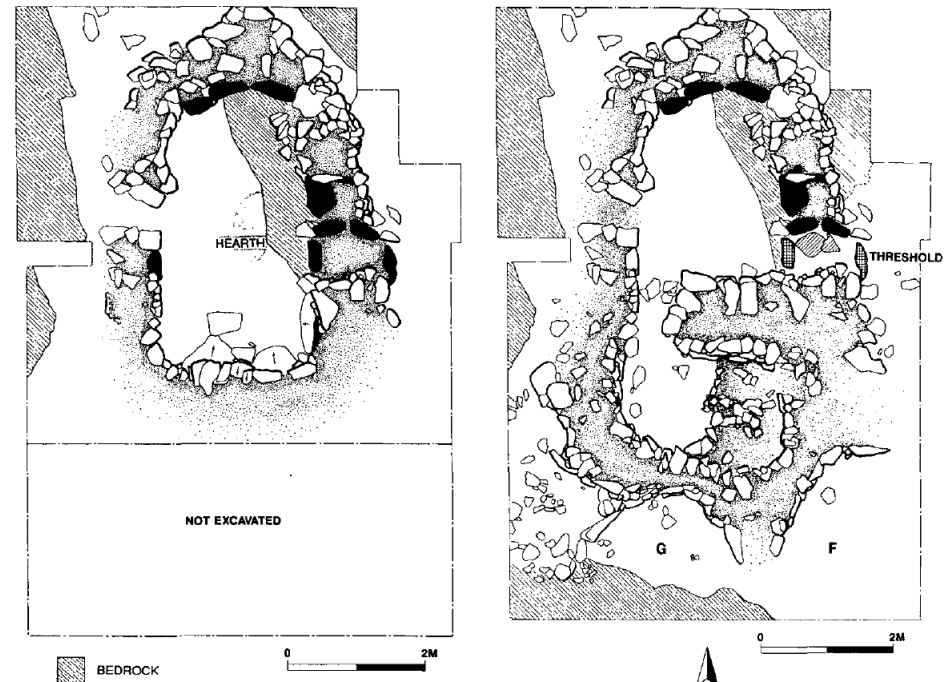 HEARTH
THRESHOLD
NOT EXCAVATED
G
F
BEDROCK
0 2M
0 2M